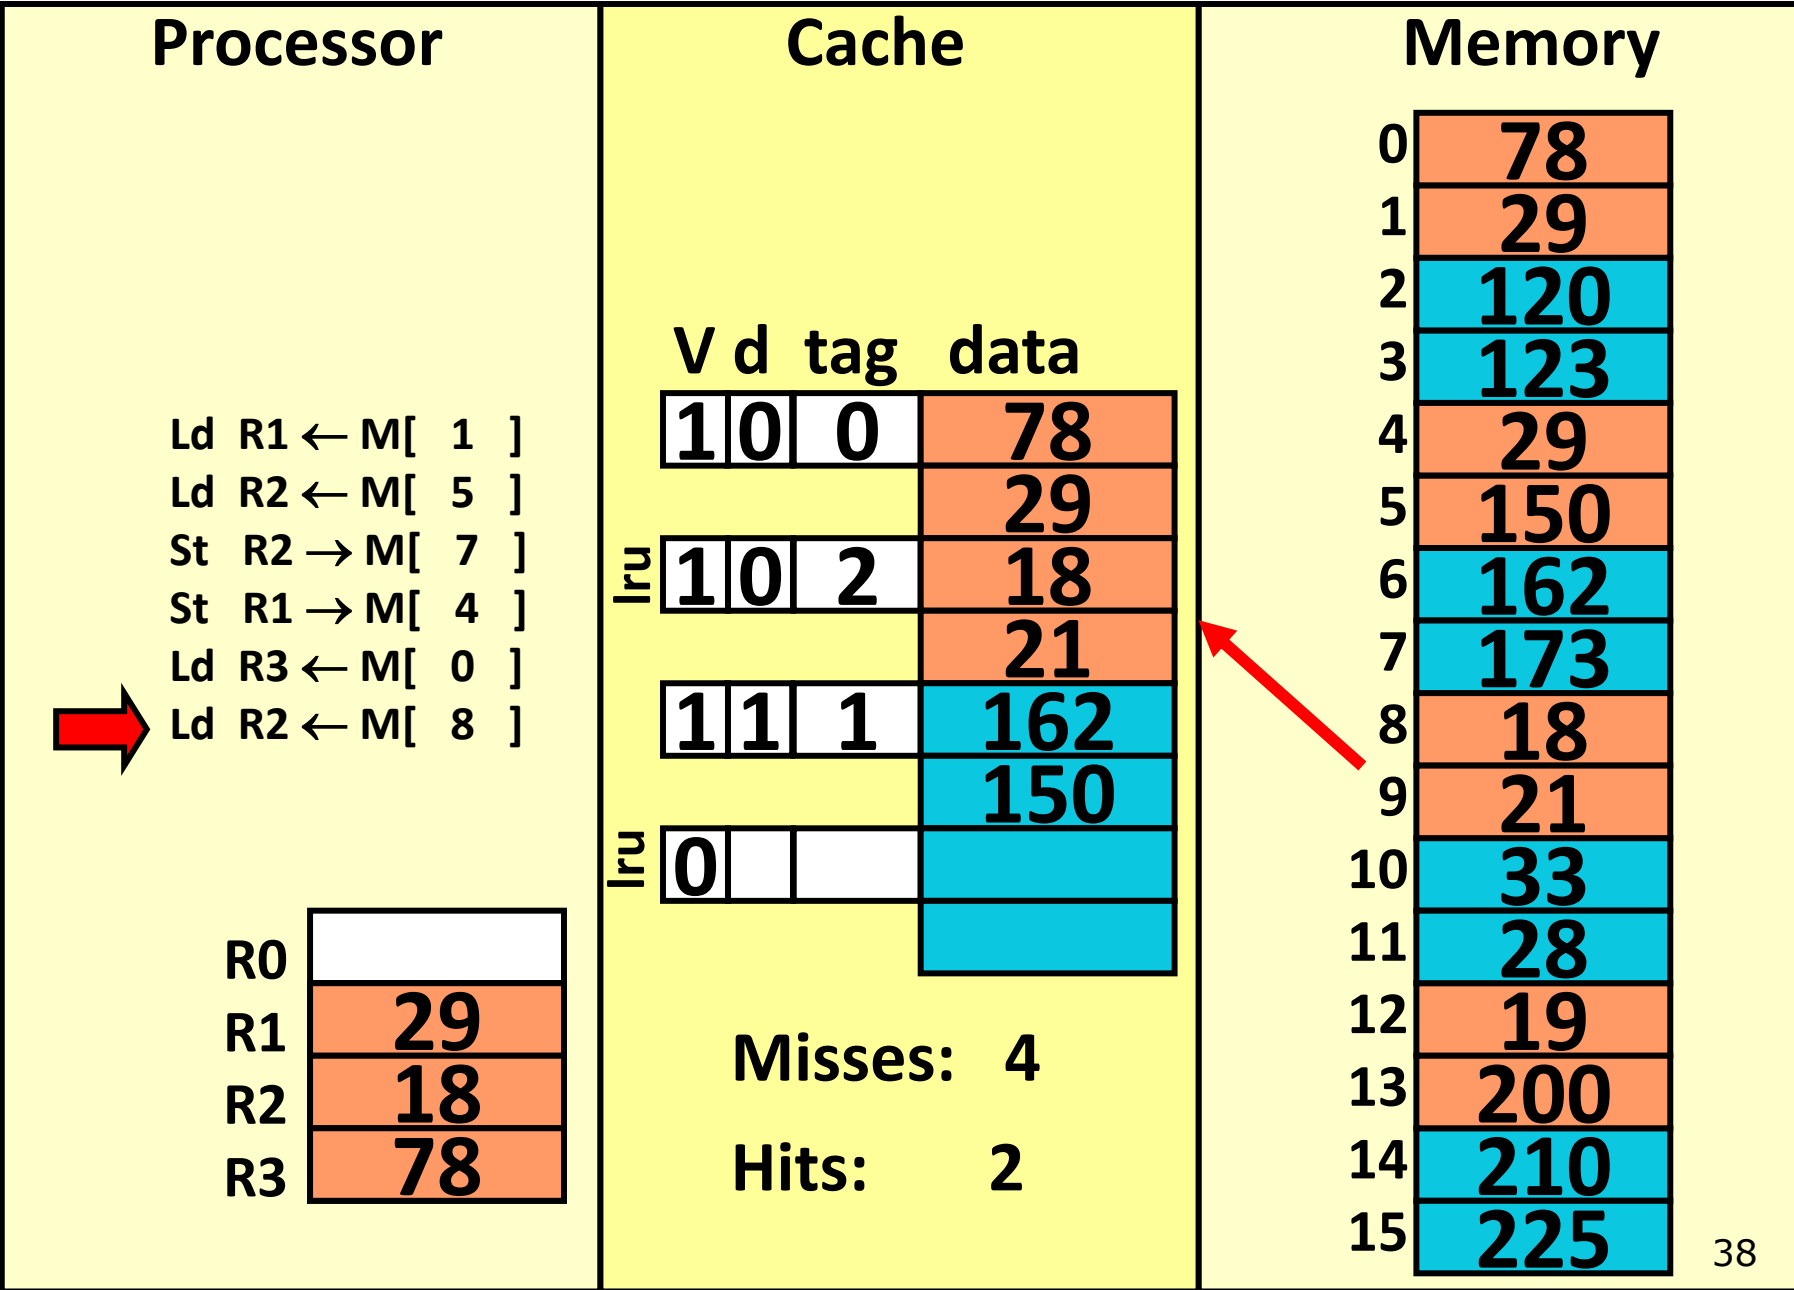 Processor
Ld R1 ← M[ 1 ]
Ld R2 ← M[ 5 ]
St R2 → M[ 7 ]
St R1 → M[ 4 ]
Ld R3 ← M[ 0 ]
Ld R2 ← M[ 8 ]
R0
R1 29
R2 18
R3 78
Cache
V d tag data
1 0 0 78
29
lru 1 0 2 18
21
1 1 1 162
150
lru 0
Misses: 4
Hits: 2
Memory
0 78
1 29
2 120
3 123
4 29
5 150
6 162
7 173
8 18
9 21
10 33
11 28
12 19
13 200
14 210
15 225
38